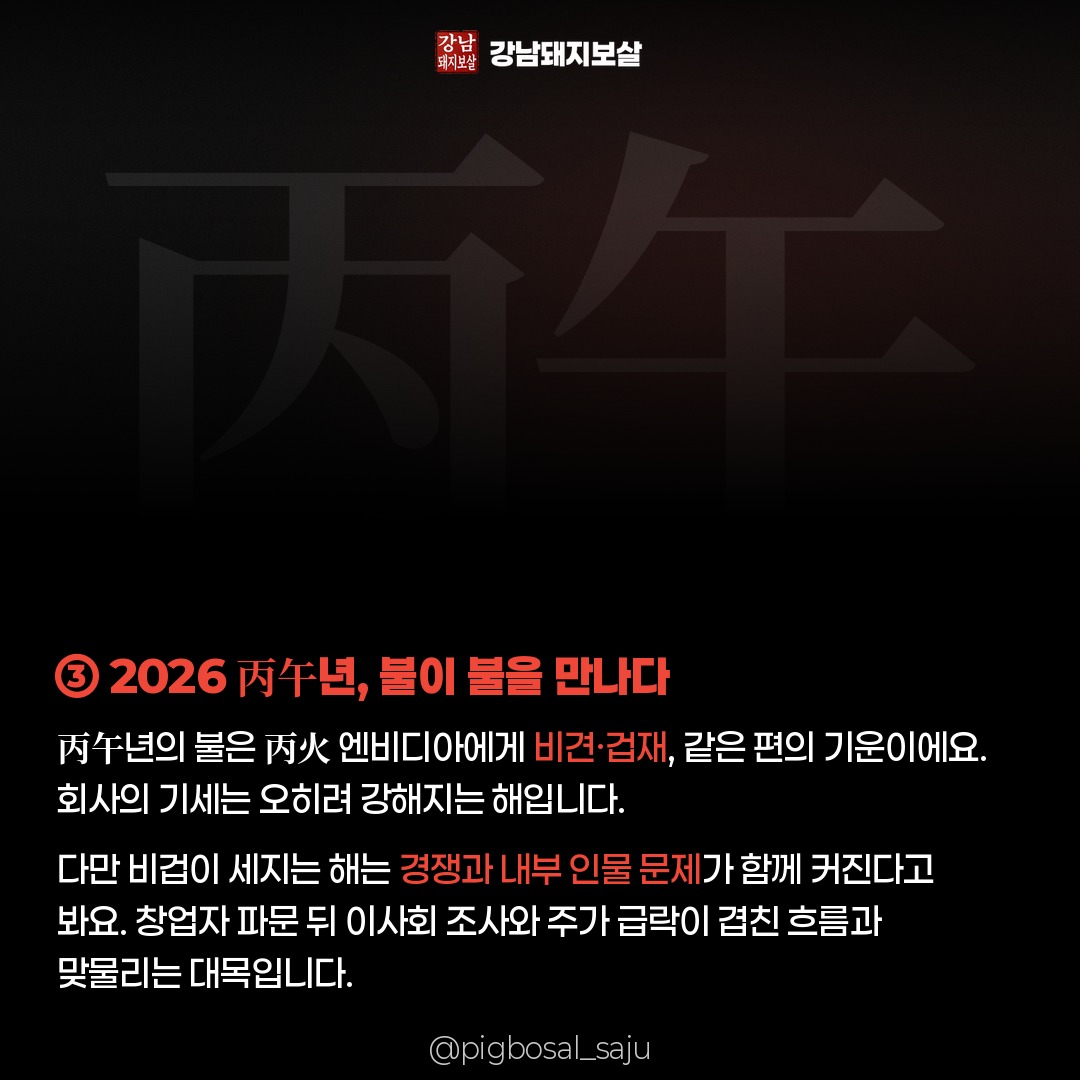 강남
돼지보살
강남돼지보살
丙午
③ 2026 丙午년, 불이 불을 만나다
丙午년의 불은 丙火 엔비디아에게 비견·겁재, 같은 편의 기운이에요.
회사의 기세는 오히려 강해지는 해입니다.
다만 비겁이 세지는 해는 경쟁과 내부 인물 문제가 함께 커진다고
봐요. 창업자 파문 뒤 이사회 조사와 주가 급락이 겹친 흐름과
맞물리는 대목입니다.
@pigbosal_saju